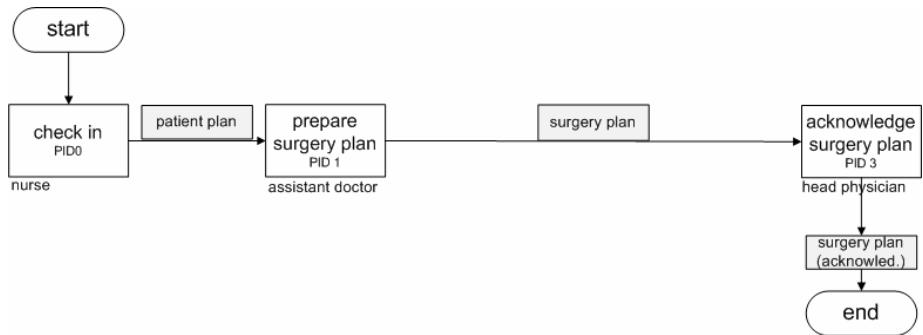 start
check in
PID0
nurse
patient plan
prepare
surgery plan
PID 1
assistant doctor
surgery plan
acknowledge
surgery plan
PID 3
head physician
surgery plan
(acknowled.)
end